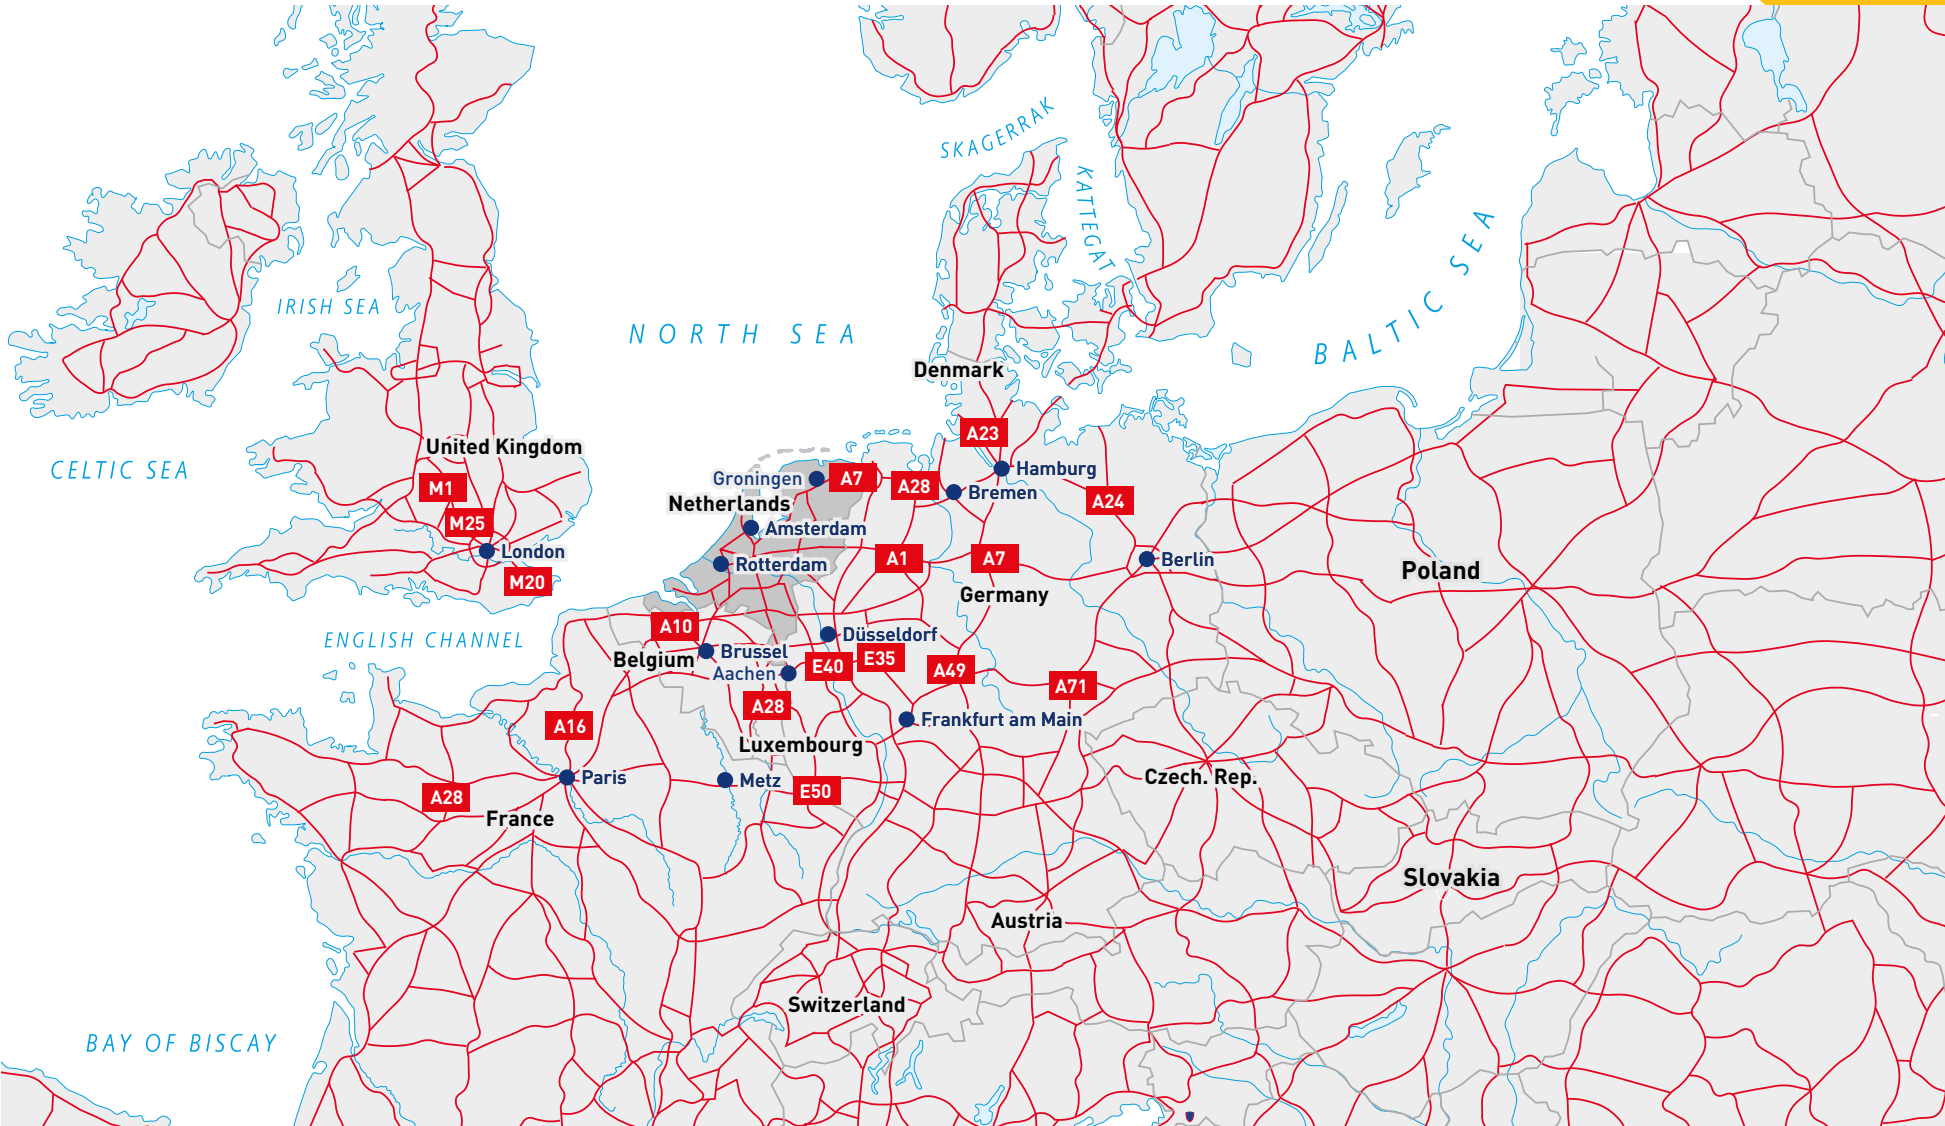 SKAGERRAK
KATTEGAT
IRISH SEA
NORTH SEA
BALTIC SEA
Denmark
A23
United Kingdom
CELTIC SEA
Hamburg
Groningen
A7
A28
M1
Bremen
Netherlands
A24
M25
Amsterdam
London
Rotterdam
A1
A7
Berlin
M20
Poland
Germany
A10
ENGLISH CHANNEL
Düsseldorf
Brussel
Belgium
E40
E35
Aachen
A49
A71
A28
Frankfurt am Main
A16
Luxembourg
Paris
Metz
Czech. Rep.
E50
A28
France
Slovakia
Austria
Switzerland
BAY OF BISCAY